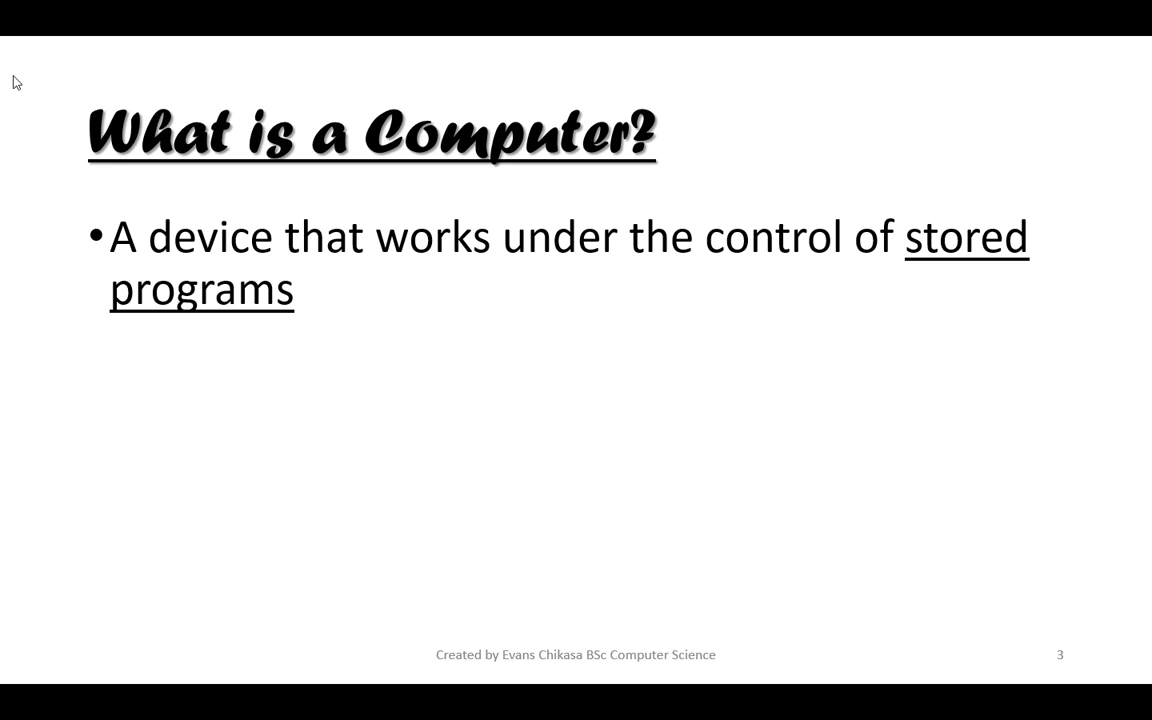 What is a Computer?
•A device that works under the control of stored
programs
Created by Evans Chikasa BSc Computer Science
3